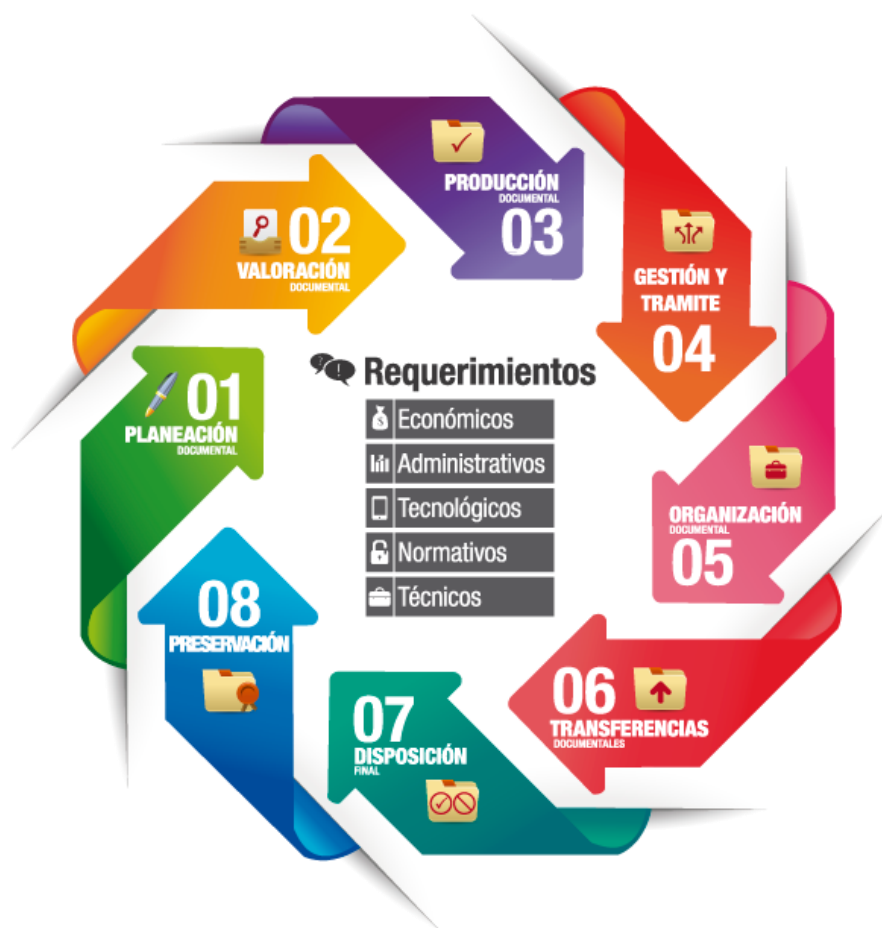 01
PLANEACIÓN
DOCUMENTAL
02
VALORACIÓN
DOCUMENTAL
PRODUCCIÓN
DOCUMENTAL
03
GESTIÓN Y
TRAMITE
04
ORGANIZACIÓN
DOCUMENTAL
05
06
TRANSFERENCIAS
DOCUMENTALES
07
DISPOSICIÓN
FINAL
08
PRESERVACIÓN
Requerimientos
Económicos
Administrativos
Tecnológicos
Normativos
Técnicos